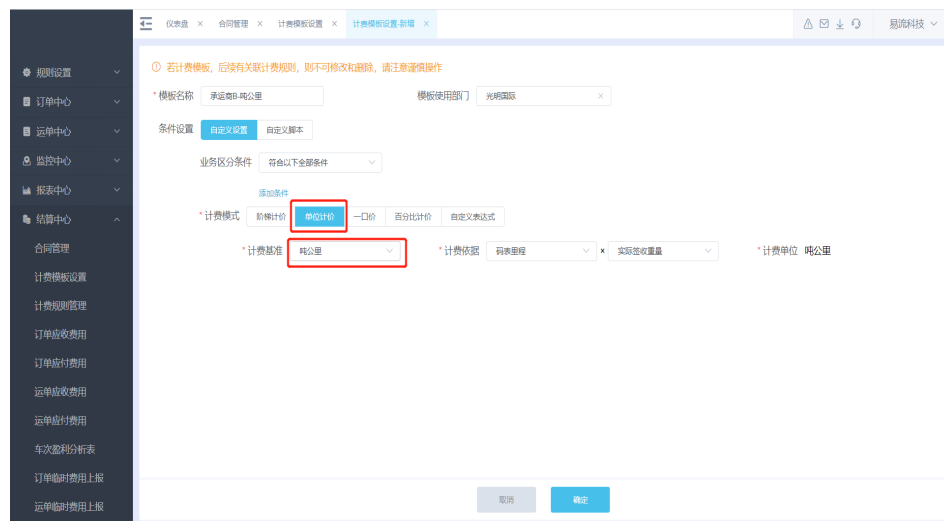 仪表盘 × 合同管理 × 计费模板设置 × 计费模板设置-新增 × 易流科技
规则设置
订单中心
运单中心
监控中心
报表中心
结算中心
合同管理
计费模板设置
计费规则管理
订单应收费用
订单应付费用
运单应收费用
运单应付费用
车次盈利分析表
订单临时费用上报
运单临时费用上报
若计费模板，后续有关联计费规则，则不可修改和删除，请注意谨慎操作
* 模板名称 承运商B-吨公里 模板使用部门 光明国际 ×
条件设置 自定义设置 自定义脚本
业务区分条件 符合以下全部条件
添加条件
* 计费模式 阶梯计价 单位计价 一口价 百分比计价 自定义表达式
* 计费基准 吨公里 * 计费依据 码表里程 × 实际签收重量 * 计费单位 吨公里
取消 确定